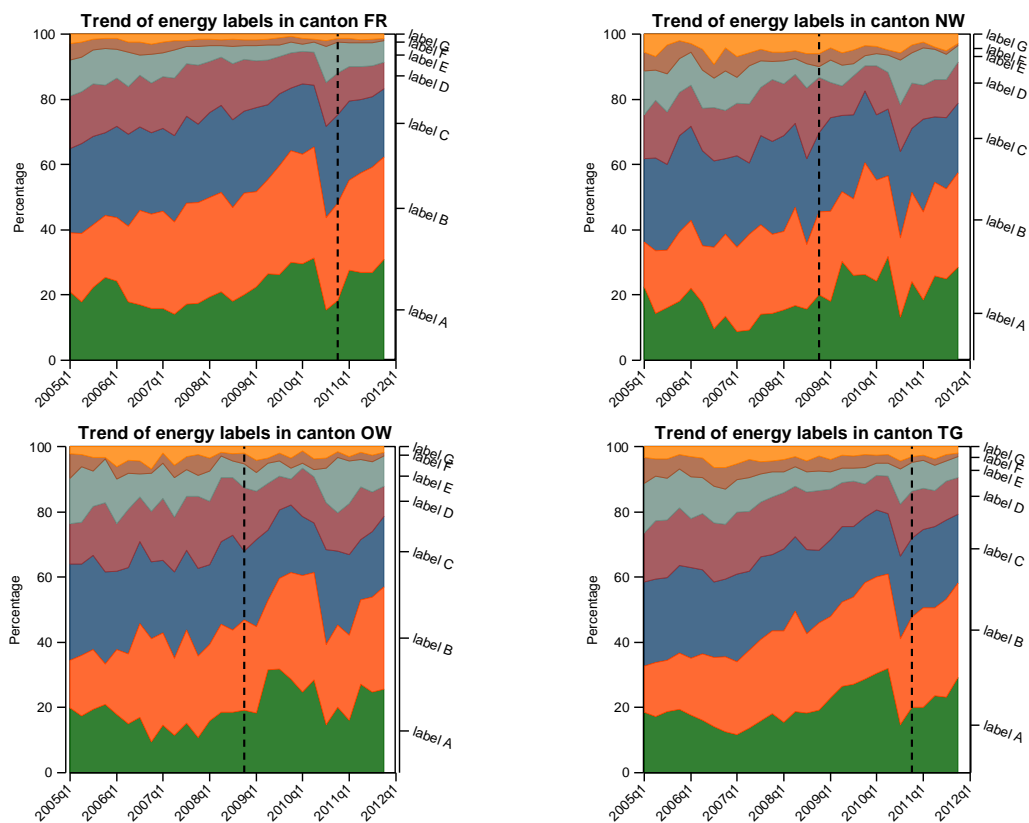 Trend of energy labels in canton FR
Percentage
100
80
60
40
20
0
2005q1
2006q1
2007q1
2008q1
2009q1
2010q1
2011q1
2012q1
label G
label F
label E
label D
label C
label B
label A
Trend of energy labels in canton NW
Percentage
100
80
60
40
20
0
2005q1
2006q1
2007q1
2008q1
2009q1
2010q1
2011q1
2012q1
label G
label F
label E
label D
label C
label B
label A
Trend of energy labels in canton OW
Percentage
100
80
60
40
20
0
2005q1
2006q1
2007q1
2008q1
2009q1
2010q1
2011q1
2012q1
label G
label F
label E
label D
label C
label B
label A
Trend of energy labels in canton TG
Percentage
100
80
60
40
20
0
2005q1
2006q1
2007q1
2008q1
2009q1
2010q1
2011q1
2012q1
label G
label F
label E
label D
label C
label B
label A